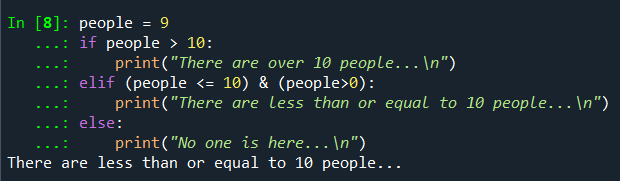 In [8]: people = 9
   ...: if people > 10:
   ...:     print("There are over 10 people...\n")
   ...: elif (people <= 10) & (people>0):
   ...:     print("There are less than or equal to 10 people...\n")
   ...: else:
   ...:     print("No one is here...\n")
There are less than or equal to 10 people...